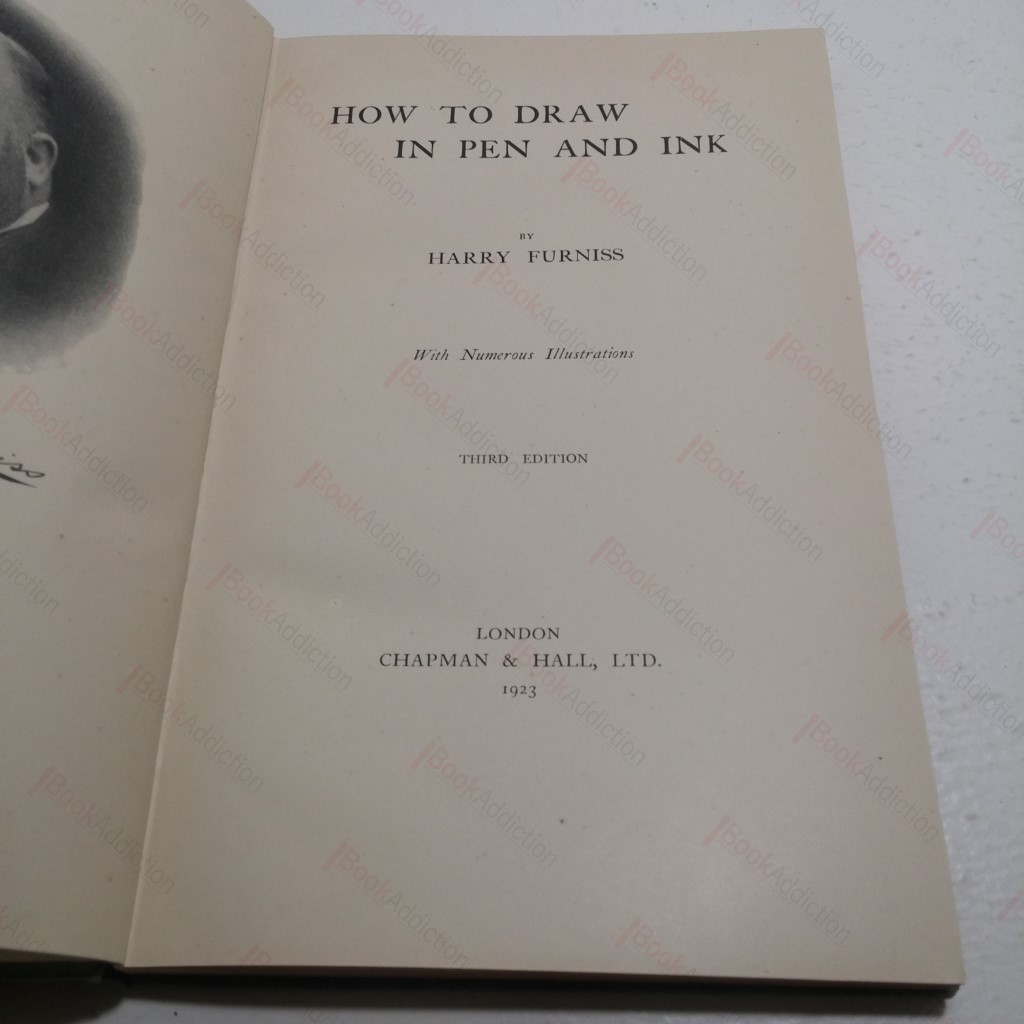 HOW TO DRAW
IN PEN AND INK
BY
HARRY FURNISS
With Numerous Illustrations
THIRD EDITION
LONDON
CHAPMAN & HALL, LTD.
1923
BookAddiction